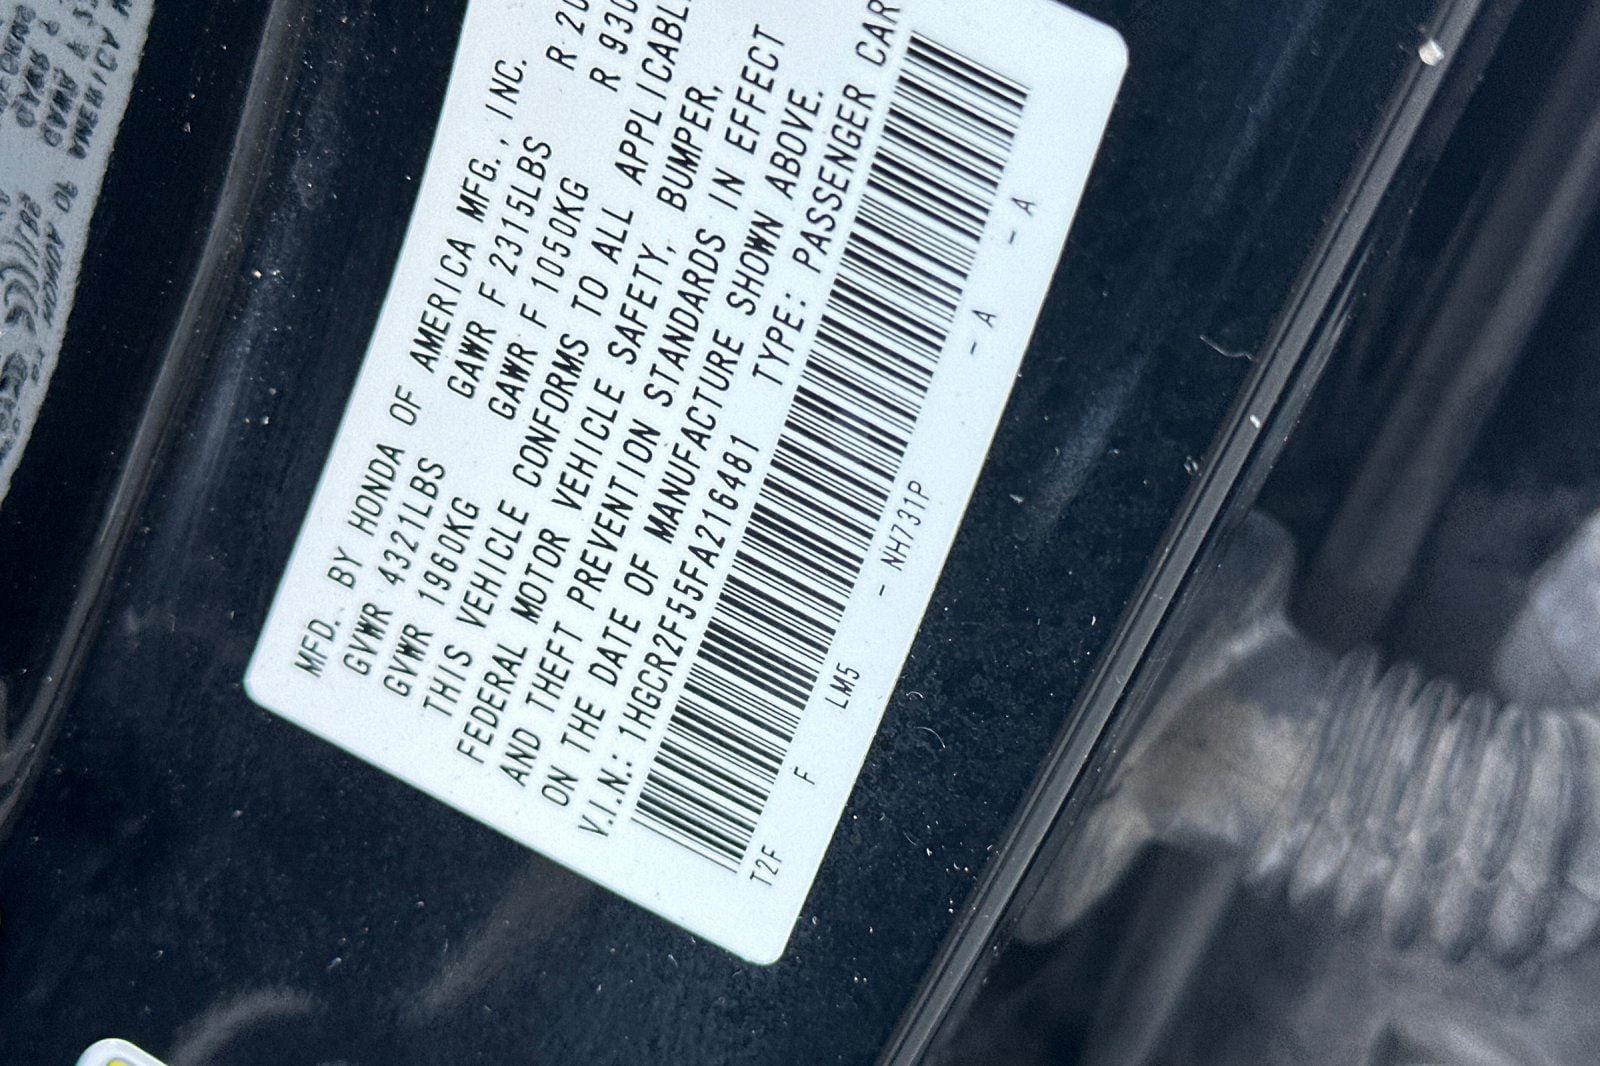 MFD. BY HONDA OF AMERICA MFG., INC.
GVWR 4321LBS GAWR F 2315LBS R 20
GVWR 1960KG GAWR F 1050KG R 930
THIS VEHICLE CONFORMS TO ALL APPLICABL
FEDERAL MOTOR VEHICLE SAFETY, BUMPER,
AND THEFT PREVENTION STANDARDS IN EFFECT
ON THE DATE OF MANUFACTURE SHOWN ABOVE.
V.I.N.: 1HGCR2F55FA216481 TYPE: PASSENGER CAR
T2F F LM5 - NH731P - A - A